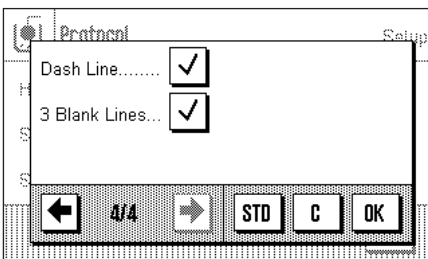 Protocol
Setup
Dash Line........
3 Blank Lines...
4/4
STD
C
OK